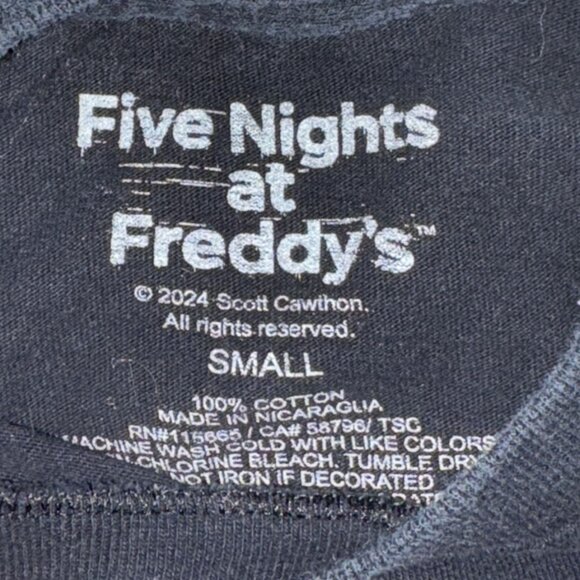 Five Nights
at
Freddy's™
© 2024 Scott Cawthon.
All rights reserved.
SMALL
100% COTTON
MADE IN NICARAGUA
RN#115665 / CA# 58796/ TSC
MACHINE WASH COLD WITH LIKE COLORS
CHLORINE BLEACH. TUMBLE DRY
NOT IRON IF DECORATED